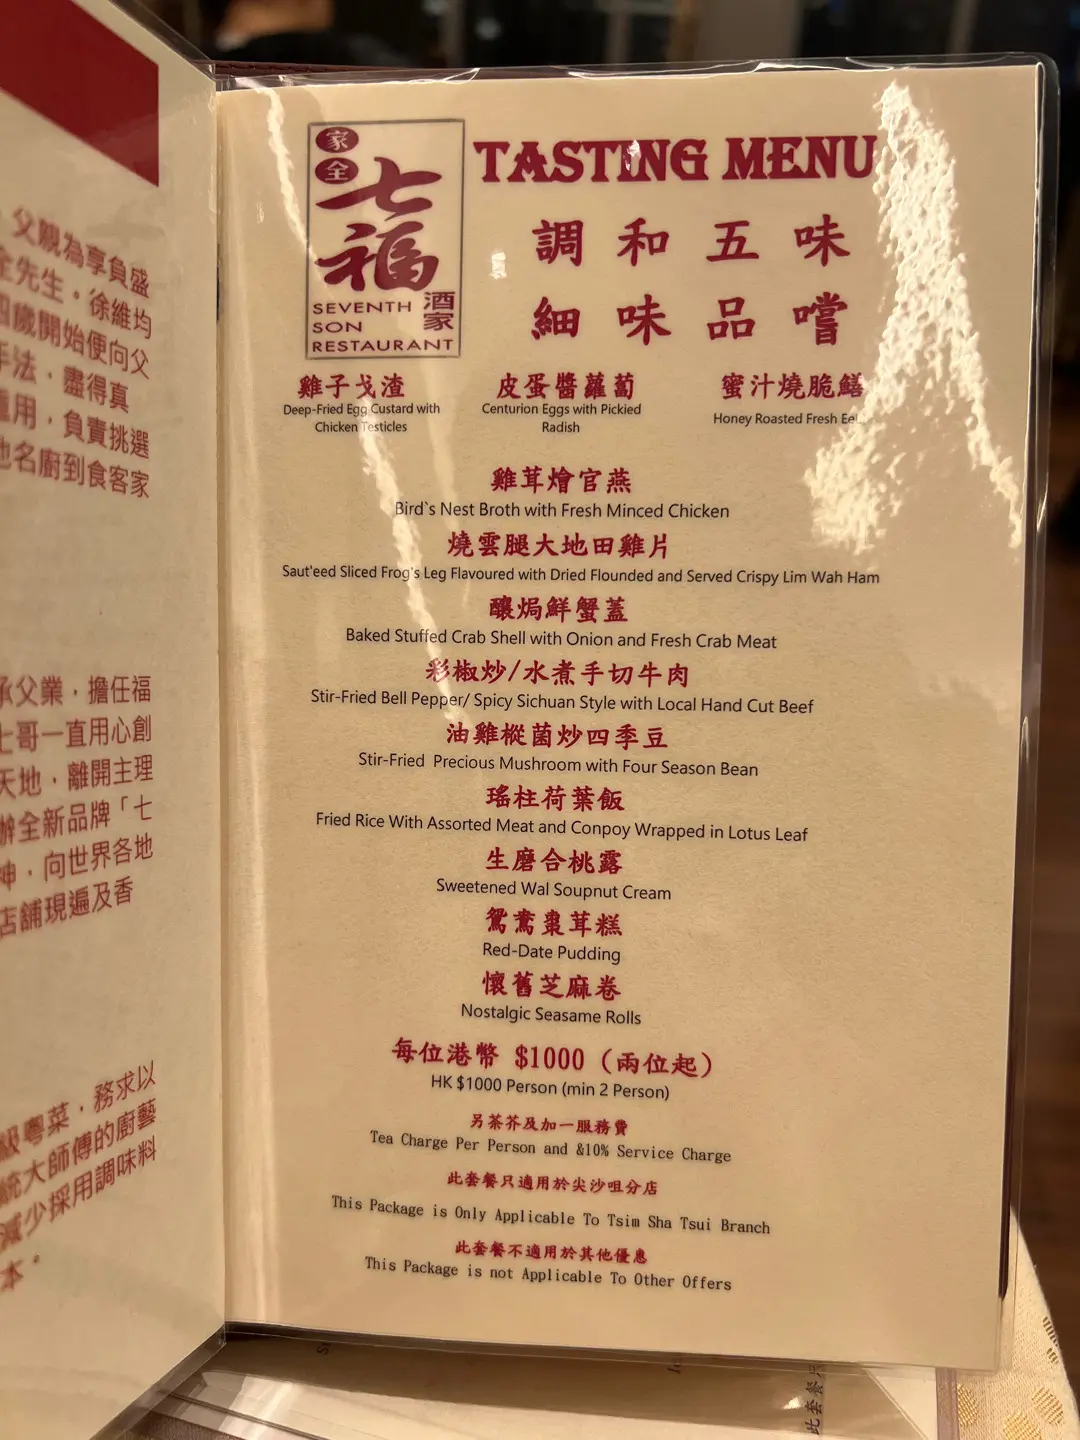 父親為享負盛
全先生。徐維均
四歲開始便向父
手法，盡得真
重用，負責挑選
地名廚到食客家
承父業，擔任福
七哥一直用心創
天地，離開主理
辦全新品牌「七
神，向世界各地
店舖現遍及香
級粵菜，務求以
統大師傅的廚藝
減少採用調味料
本。
家全
七福
酒家
SEVENTH
SON
RESTAURANT
TASTING MENU
調和五味
細味品嚐
雞子戈渣
Deep-Fried Egg Custard with
Chicken Testicles
皮蛋醬蘿蔔
Centurion Eggs with Pickied
Radish
蜜汁燒脆鱔
Honey Roasted Fresh Eel
雞茸燴官燕
Bird`s Nest Broth with Fresh Minced Chicken
燒雲腿大地田雞片
Saut'eed Sliced Frog's Leg Flavoured with Dried Flounded and Served Crispy Lim Wah Ham
釀焗鮮蟹蓋
Baked Stuffed Crab Shell with Onion and Fresh Crab Meat
彩椒炒/水煮手切牛肉
Stir-Fried Bell Pepper/ Spicy Sichuan Style with Local Hand Cut Beef
油雞樅菌炒四季豆
Stir-Fried Precious Mushroom with Four Season Bean
瑤柱荷葉飯
Fried Rice With Assorted Meat and Conpoy Wrapped in Lotus Leaf
生磨合桃露
Sweetened Wal Soupnut Cream
鴛鴦棗茸糕
Red-Date Pudding
懷舊芝麻卷
Nostalgic Seasame Rolls
每位港幣 $1000 (兩位起)
HK $1000 Person (min 2 Person)
另茶芥及加一服務費
Tea Charge Per Person and &10% Service Charge
此套餐只適用於尖沙咀分店
This Package is Only Applicable To Tsim Sha Tsui Branch
此套餐不適用於其他優惠
This Package is not Applicable To Other Offers
此套餐